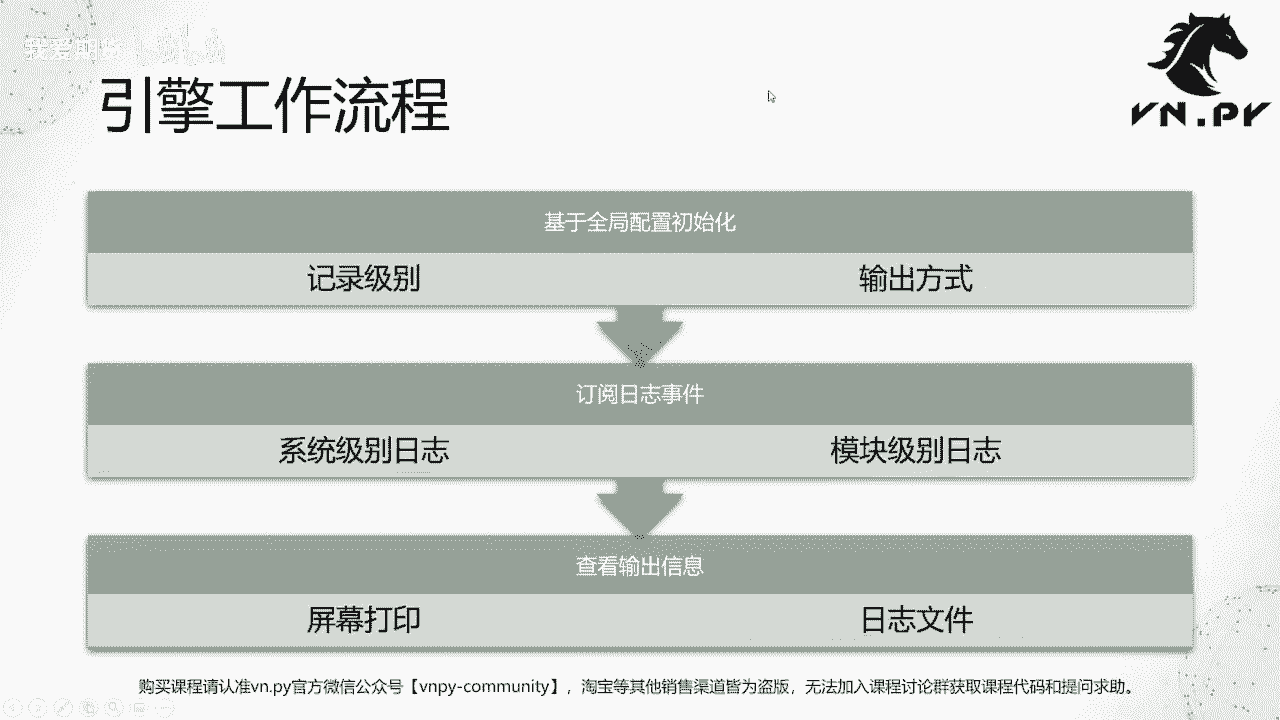 引擎工作流程
VN.PY
基于全局配置初始化
记录级别 输出方式
订阅日志事件
系统级别日志 模块级别日志
查看输出信息
屏幕打印 日志文件
购买课程请认准vn.py官方微信公众号【vnpy-community】，淘宝等其他销售渠道皆为盗版，无法加入课程讨论群获取课程代码和提问求助。